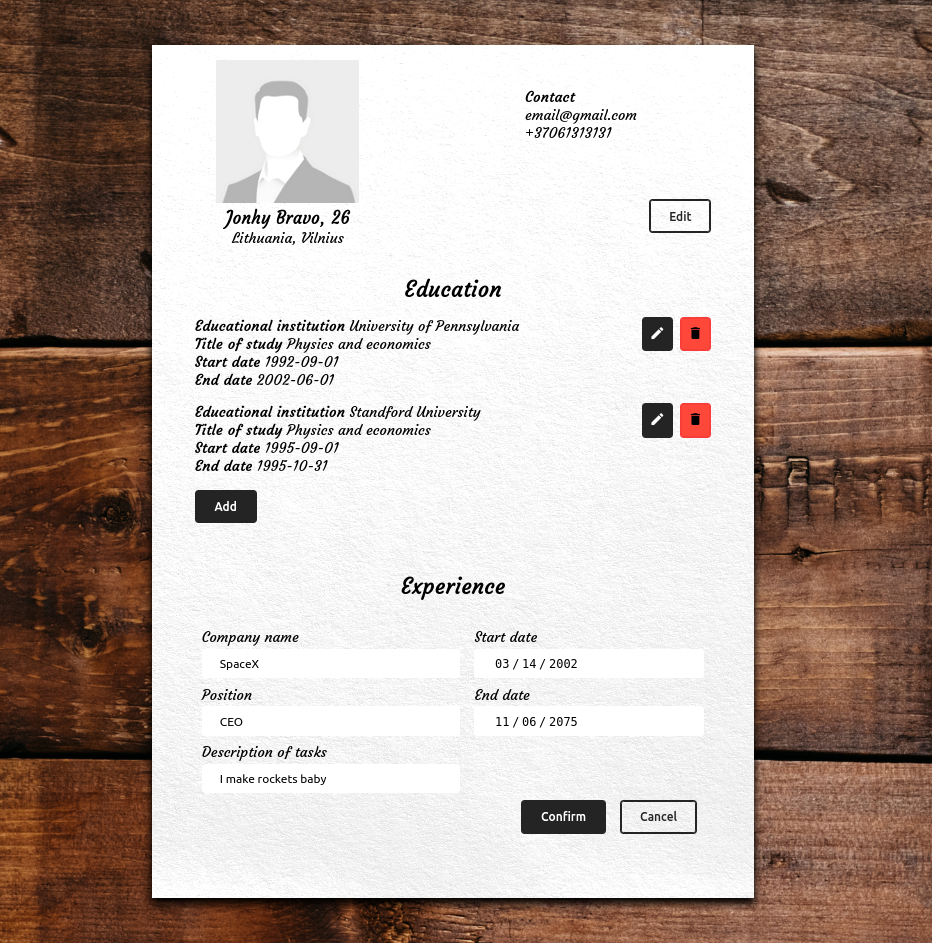 Contact
email@gmail.com
+37061313131
Jonhy Bravo, 26
Lithuania, Vilnius
Edit
Education
Educational institution University of Pennsylvania
Title of study Physics and economics
Start date 1992-09-01
End date 2002-06-01
Educational institution Standford University
Title of study Physics and economics
Start date 1995-09-01
End date 1995-10-31
Add
Experience
Company name
SpaceX
Start date
03 / 14 / 2002
Position
CEO
End date
11 / 06 / 2075
Description of tasks
I make rockets baby
Confirm
Cancel